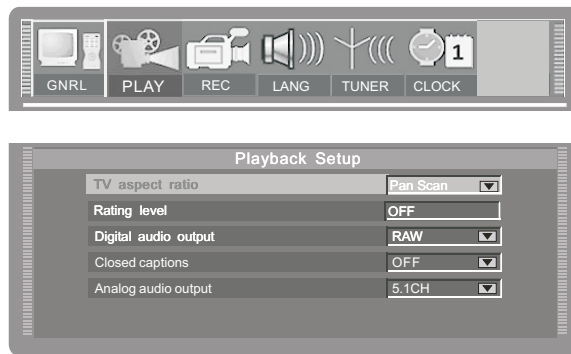 1
GNRL PLAY REC LANG TUNER CLOCK
Playback Setup
TV aspect ratio Pan Scan
Rating level OFF
Digital audio output RAW
Closed captions OFF
Analog audio output 5.1CH